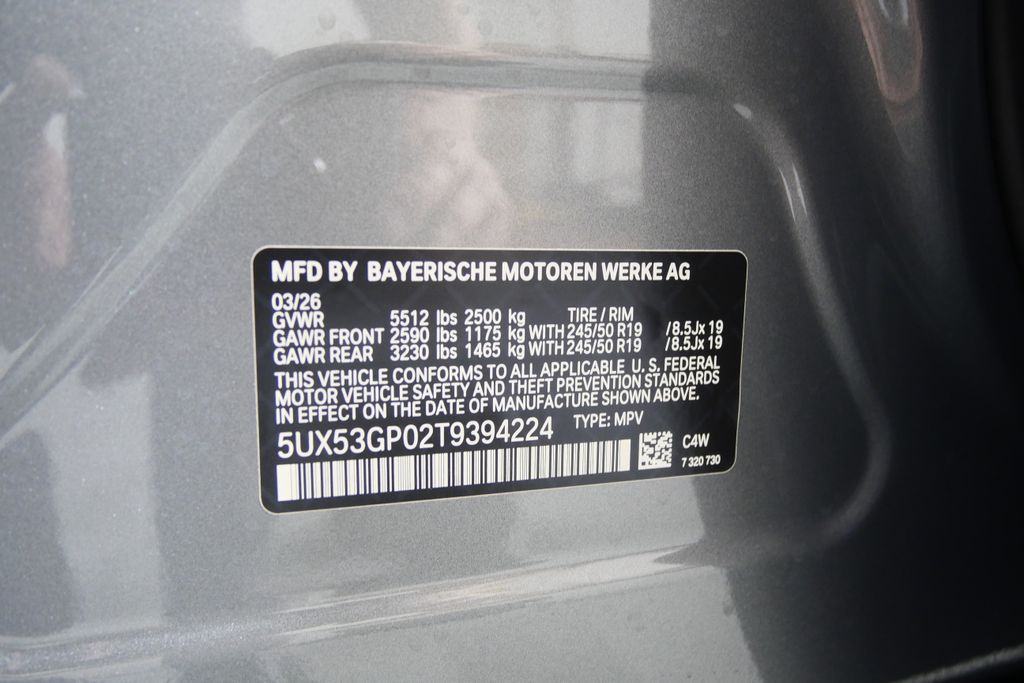 MFD BY BAYERISCHE MOTOREN WERKE AG
03/26
GVWR 5512 lbs 2500 kg TIRE / RIM
GAWR FRONT 2590 lbs 1175 kg WITH 245/50 R19 /8.5Jx 19
GAWR REAR 3230 lbs 1465 kg WITH 245/50 R19 /8.5Jx 19
THIS VEHICLE CONFORMS TO ALL APPLICABLE U. S. FEDERAL
MOTOR VEHICLE SAFETY AND THEFT PREVENTION STANDARDS
IN EFFECT ON THE DATE OF MANUFACTURE SHOWN ABOVE.
5UX53GP02T9394224 TYPE: MPV
C4W
7 320 730